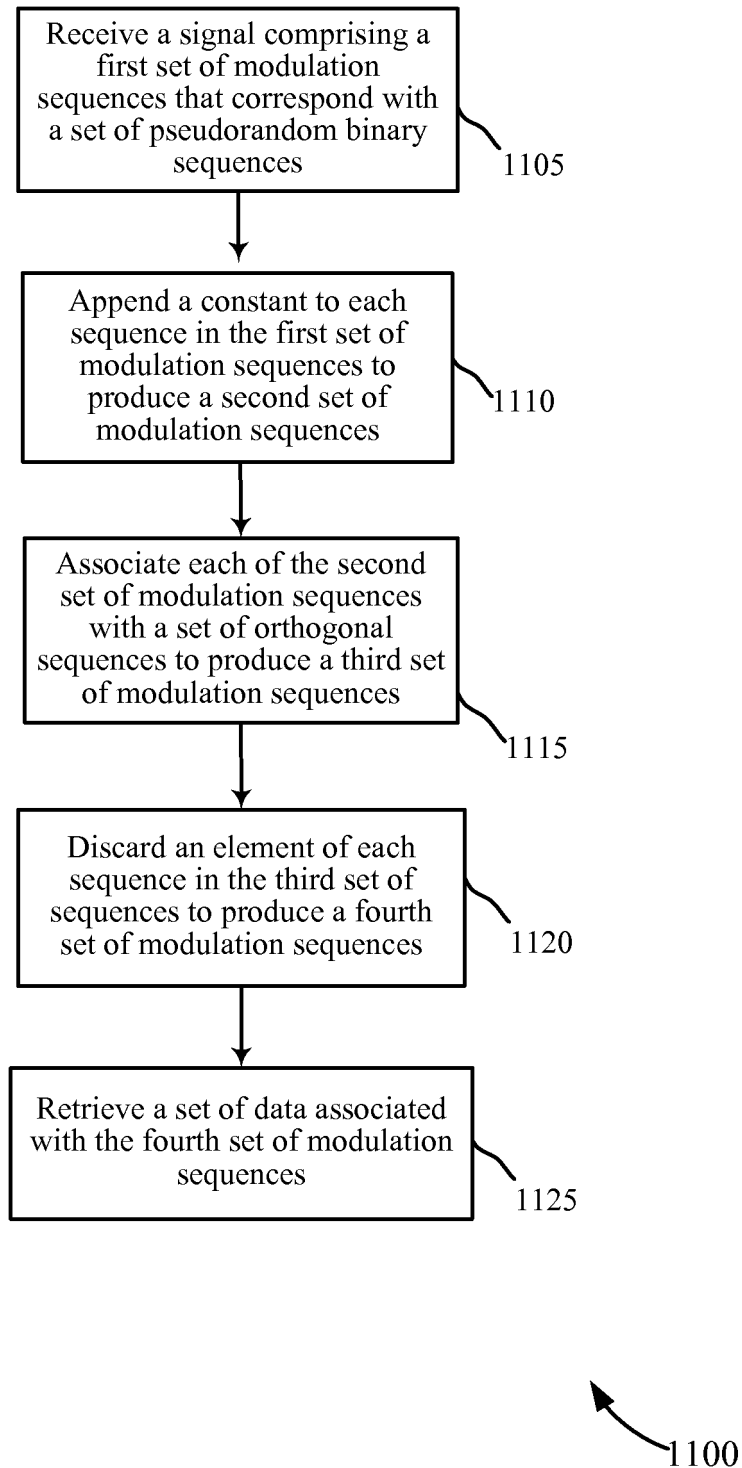 Receive a signal comprising a
first set of modulation
sequences that correspond with
a set of pseudorandom binary
sequences
1105
Append a constant to each
sequence in the first set of
modulation sequences to
produce a second set of
modulation sequences
1110
Associate each of the second
set of modulation sequences
with a set of orthogonal
sequences to produce a third set
of modulation sequences
1115
Discard an element of each
sequence in the third set of
sequences to produce a fourth
set of modulation sequences
1120
Retrieve a set of data associated
with the fourth set of modulation
sequences
1125
1100